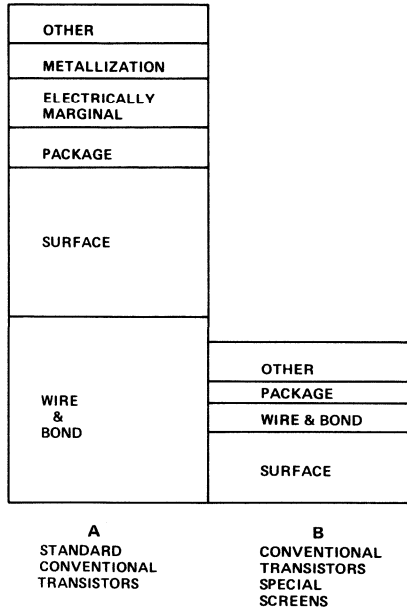 OTHER
METALLIZATION
ELECTRICALLY
MARGINAL
PACKAGE
SURFACE
WIRE
&
BOND
OTHER
PACKAGE
WIRE & BOND
SURFACE
A
STANDARD
CONVENTIONAL
TRANSISTORS
B
CONVENTIONAL
TRANSISTORS
SPECIAL
SCREENS